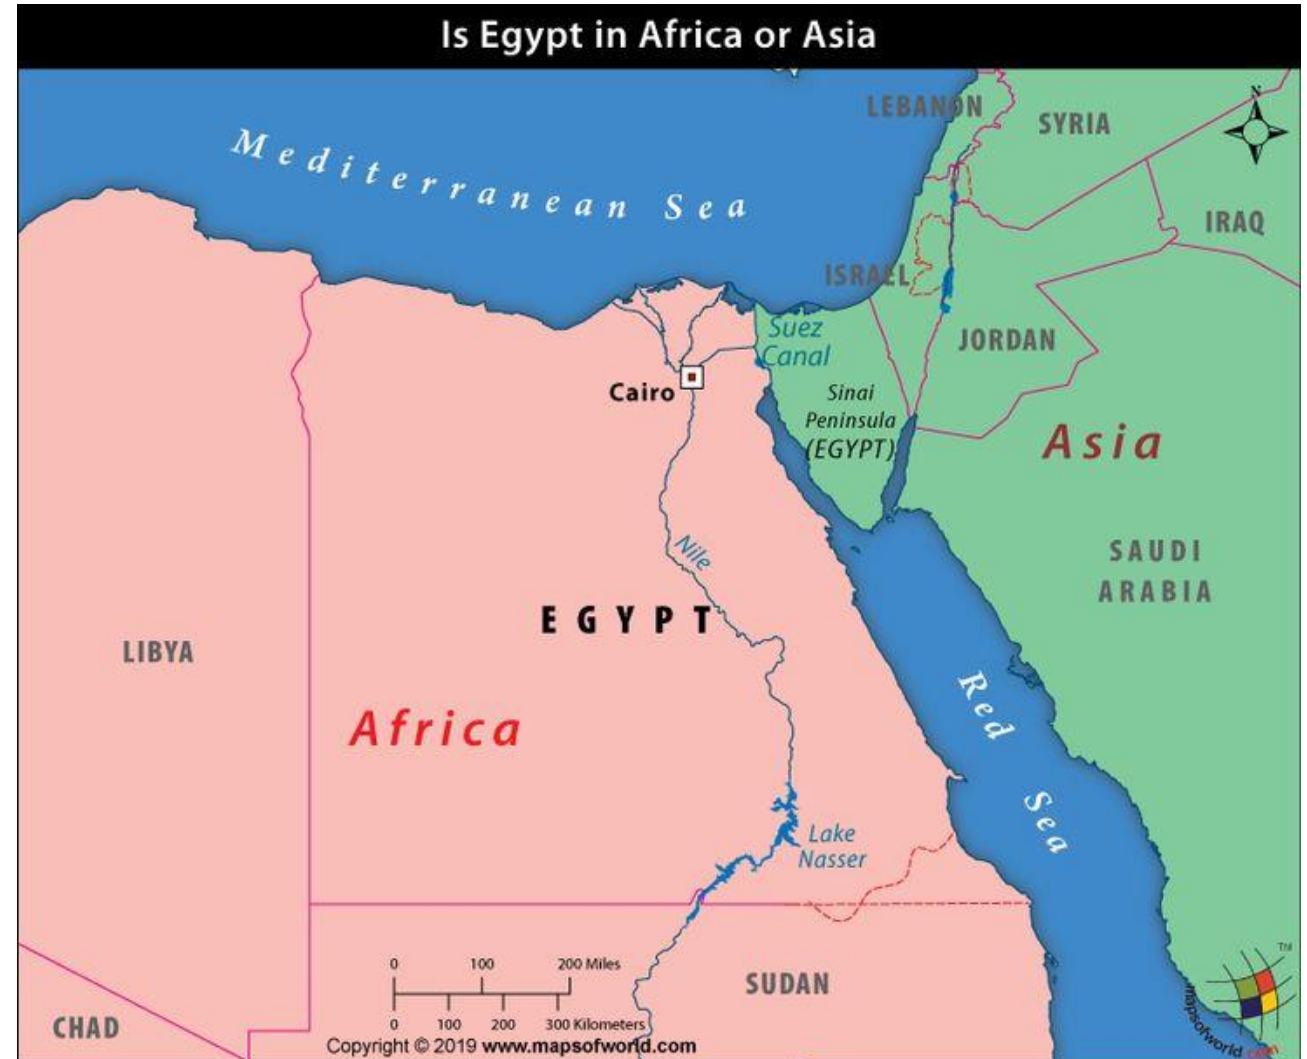 Is Egypt in Africa or Asia
N
LEBANON
SYRIA
Mediterranean Sea
IRAQ
ISRAEL
Suez
Canal
JORDAN
Cairo
Sinai
Peninsula
(EGYPT)
Asia
Nile
SAUDI
ARABIA
EGYPT
LIBYA
Red Sea
Africa
Lake
Nasser
SUDAN
0 100 200 Miles
0 100 200 300 Kilometers
CHAD
Copyright © 2019 www.mapsofworld.com
TM
mapsofworld.com